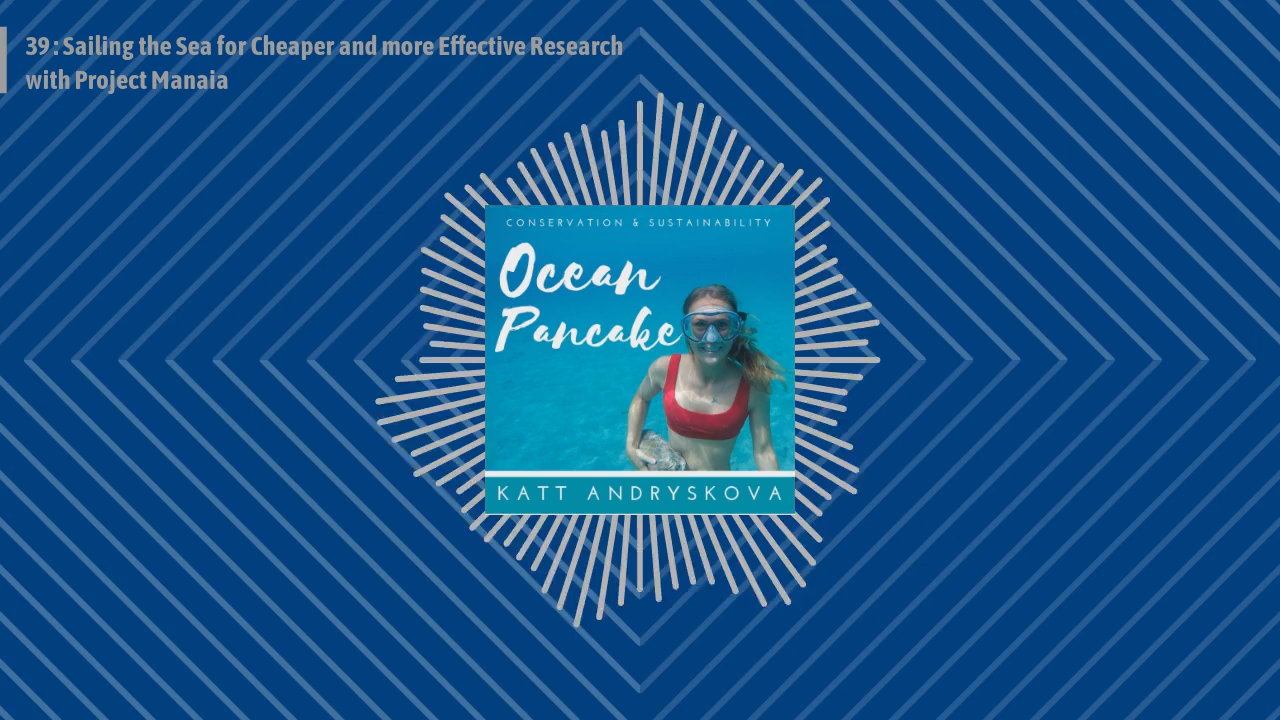 39 : Sailing the Sea for Cheaper and more Effective Research
with Project Manaia
CONSERVATION & SUSTAINABILITY
Ocean
Pancake
KATT ANDRYSKOVA